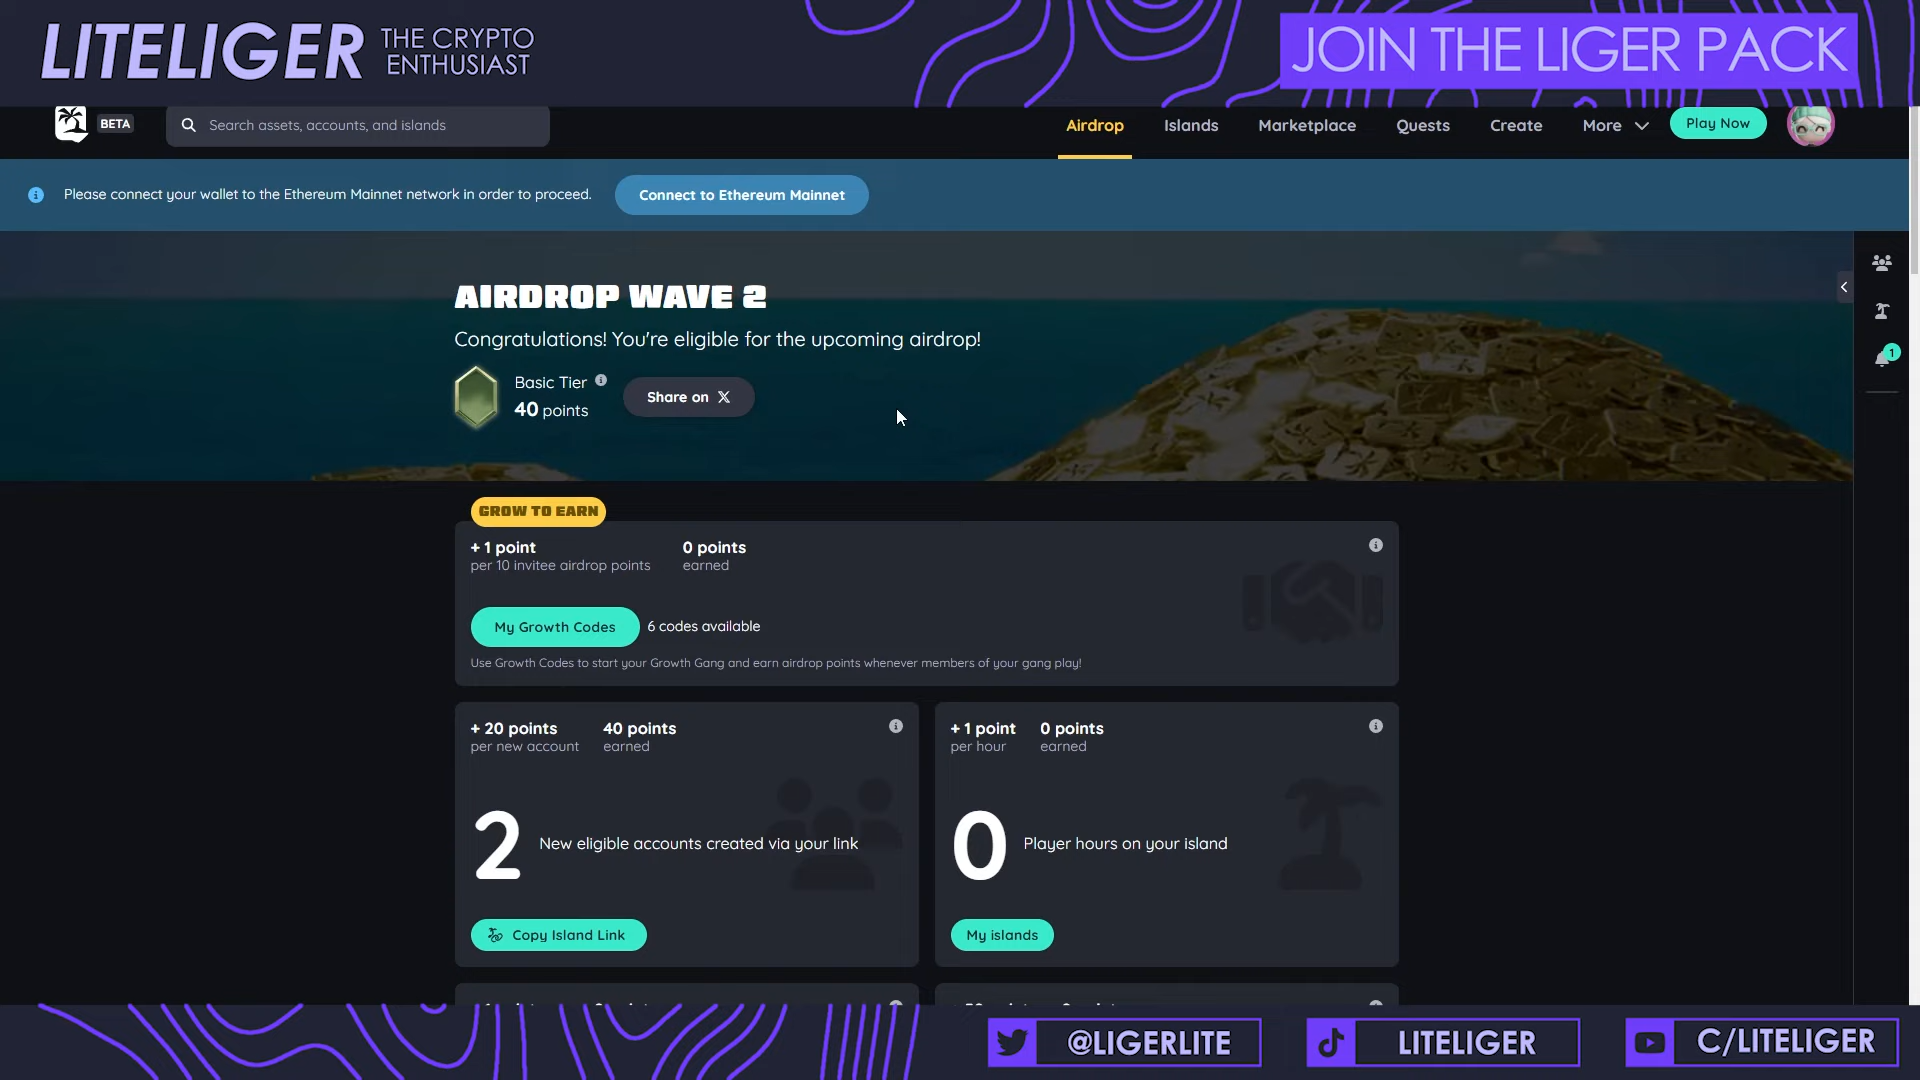 LITELIGER
THE CRYPTO
ENTHUSIAST
JOIN THE LIGER PACK
BETA
Search assets, accounts, and islands
Airdrop
Islands
Marketplace
Quests
Create
More
Play Now
Please connect your wallet to the Ethereum Mainnet network in order to proceed.
Connect to Ethereum Mainnet
AIRDROP WAVE 2
Congratulations! You're eligible for the upcoming airdrop!
Basic Tier
40 points
Share on X
1
GROW TO EARN
+ 1 point
per 10 invitee airdrop points
0 points
earned
My Growth Codes
6 codes available
Use Growth Codes to start your Growth Gang and earn airdrop points whenever members of your gang play!
+ 20 points
per new account
40 points
earned
2
New eligible accounts created via your link
Copy Island Link
+ 1 point
per hour
0 points
earned
0
Player hours on your island
My islands
@LIGERLITE
LITELIGER
C/LITELIGER